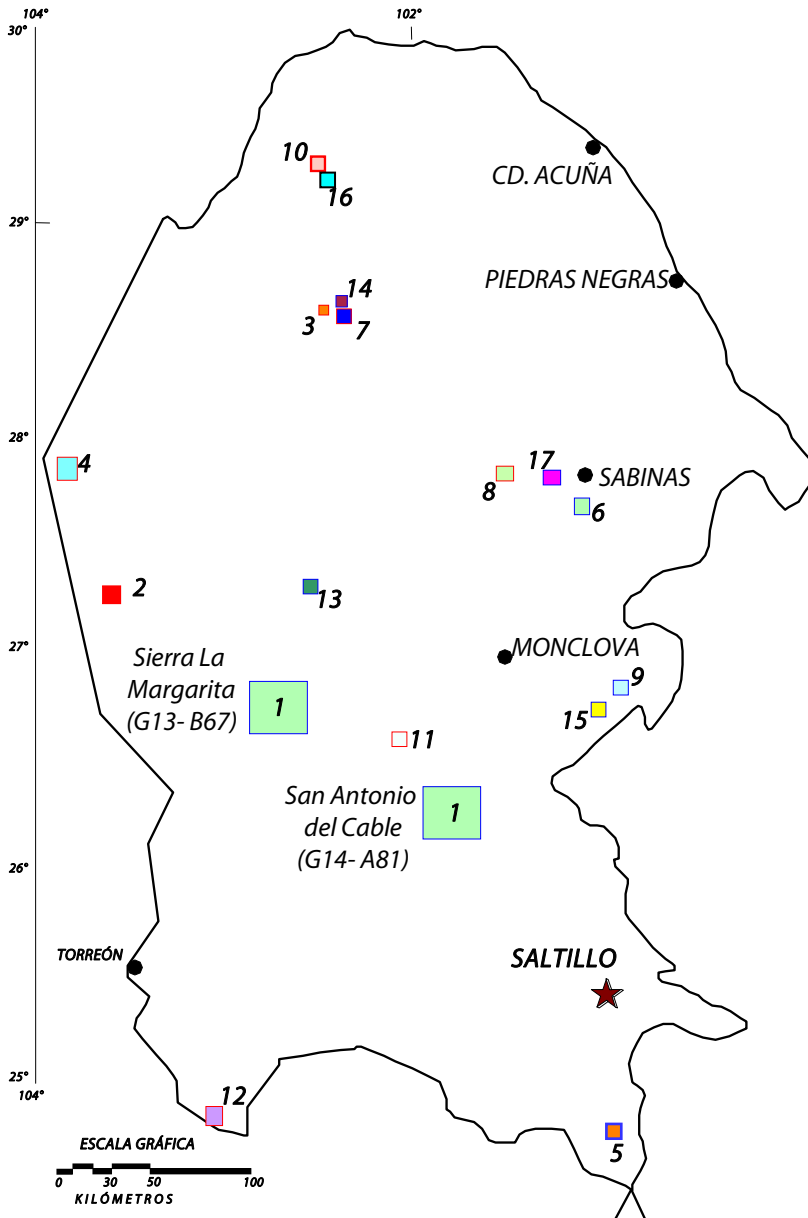 104°
102°
30°
10
16
CD. ACUÑA
29°
PIEDRAS NEGRAS
14
3
7
28°
4
17
8
SABINAS
6
2
13
27°
Sierra La
Margarita
(G13- B67)
1
MONCLOVA
9
15
11
San Antonio
del Cable
(G14- A81)
1
26°
TORREÓN
SALTILLO
25°
104°
12
5
ESCALA GRÁFICA
0 30 50 100
KILÓMETROS